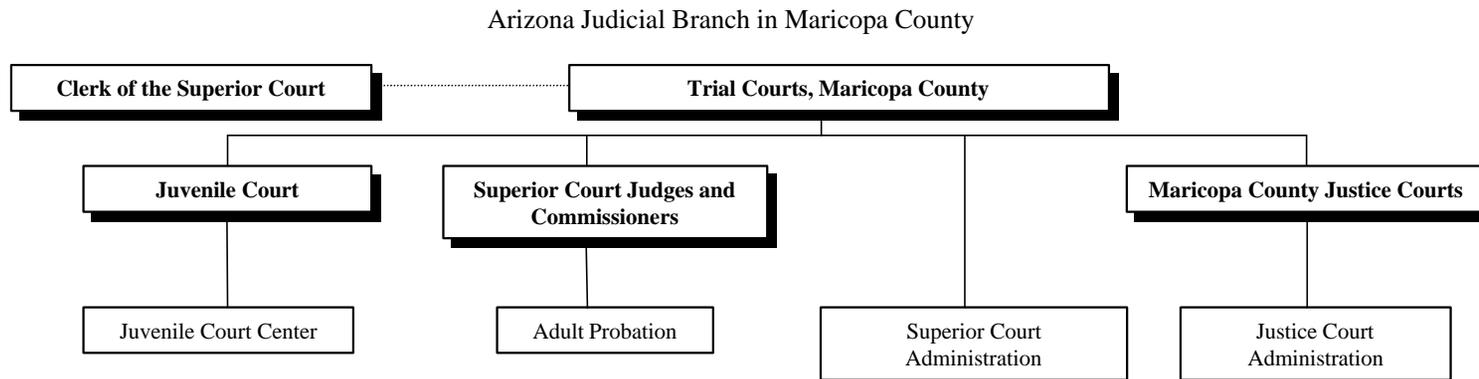 Arizona Judicial Branch in Maricopa County
Clerk of the Superior Court
Trial Courts, Maricopa County
Juvenile Court
Superior Court Judges and
Commissioners
Maricopa County Justice Courts
Juvenile Court Center
Adult Probation
Superior Court
Administration
Justice Court
Administration